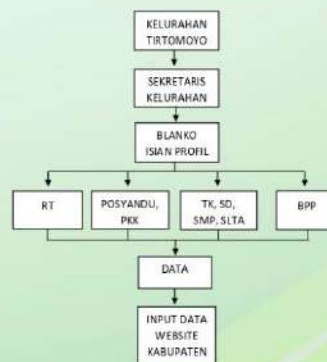 KELURAHAN
TIRTOMOYO
SEKRETARIS
KELURAHAN
BLANKO
ISIAN PROFIL
RT
POSYANDU,
PKK
TK, SD,
SMP, SLTA
BPP
DATA
INPUT DATA
WEBSITE
KABUPATEN